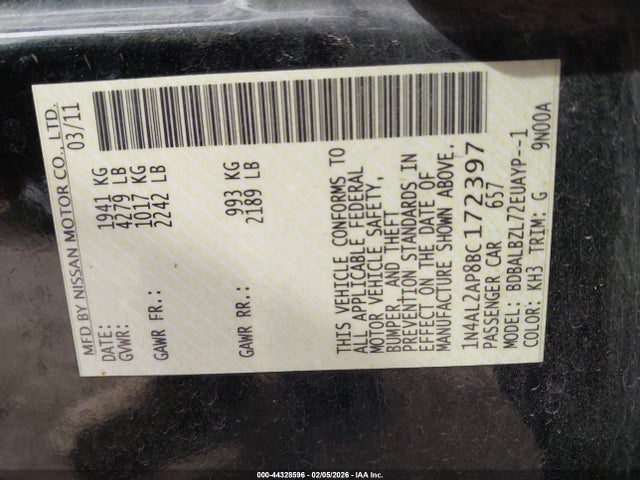 MFD BY NISSAN MOTOR CO., LTD.
DATE: 03/11
GVWR: 1941 KG
4279 LB
GAWR FR.: 1017 KG
2242 LB
GAWR RR.: 993 KG
2189 LB
THIS VEHICLE CONFORMS TO
ALL APPLICABLE FEDERAL
MOTOR VEHICLE SAFETY,
BUMPER, AND THEFT
PREVENTION STANDARDS IN
EFFECT ON THE DATE OF
MANUFACTURE SHOWN ABOVE.
1N4AL2AP8BC172397
PASSENGER CAR 657
MODEL: BDBALBZL72EUAYP--1
COLOR: KH3 TRIM: G 9N00A
000-44328596 - 02/05/2026 - IAA Inc.